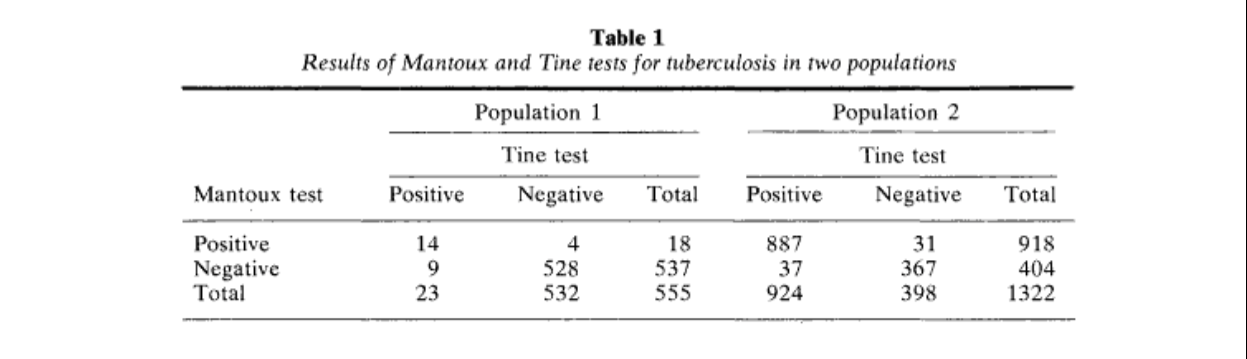 Table 1
Results of Mantoux and Tine tests for tuberculosis in two populations
Population 1 Population 2
Tine test Tine test
Mantoux test Positive Negative Total Positive Negative Total
Positive 14 4 18 887 31 918
Negative 9 528 537 37 367 404
Total 23 532 555 924 398 1322